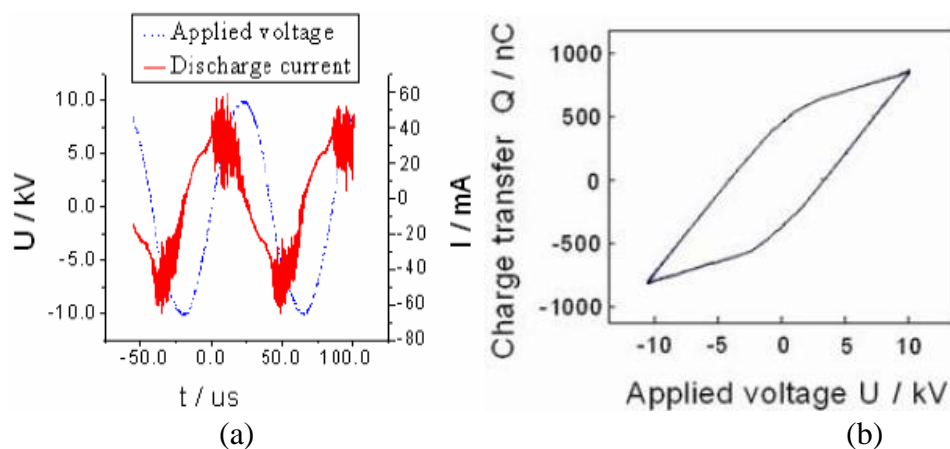 Applied voltage
Discharge current
10.0
5.0
0.0
-5.0
-10.0
U / kV
60
40
20
0
-20
-40
-60
-80
I / mA
-50.0 0.0 50.0 100.0
t / us
(a)
1000
500
0
-500
-1000
Charge transfer Q / nC
-10 -5 0 5 10
Applied voltage U / kV
(b)